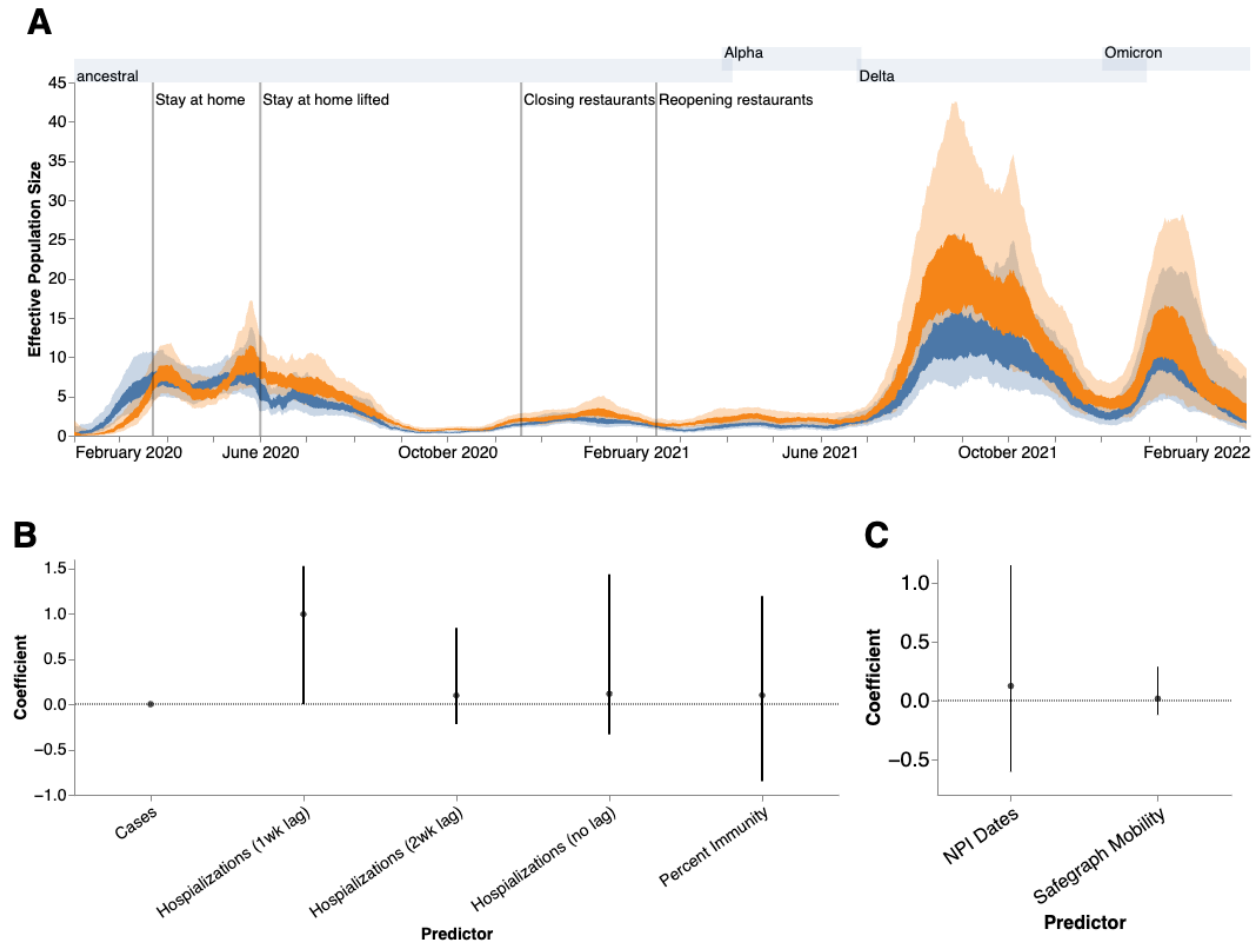 A
Alpha
Omicron
ancestral
Delta
45
40
35
30
25
20
15
10
5
0
Effective Population Size
Stay at home
Stay at home lifted
Closing restaurants
Reopening restaurants
February 2020
June 2020
October 2020
February 2021
June 2021
October 2021
February 2022
B
1.5
1.0
0.5
0.0
−0.5
−1.0
Coefficient
Cases
Hospializations (1wk lag)
Hospializations (2wk lag)
Hospializations (no lag)
Percent Immunity
Predictor
C
1.0
0.5
0.0
−0.5
Coefficient
NPI Dates
Safegraph Mobility
Predictor